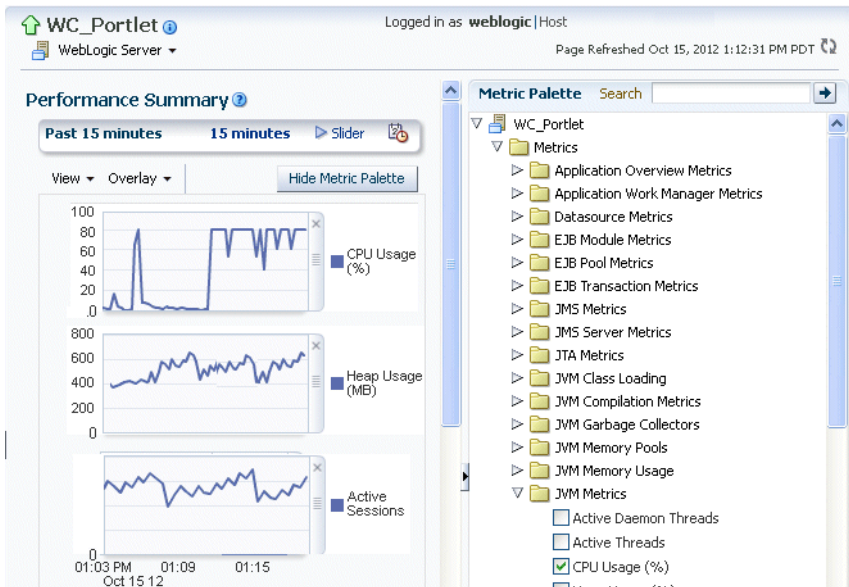 WC_Portlet
Logged in as weblogic|Host
WebLogic Server
Page Refreshed Oct 15, 2012 1:12:31 PM PDT
Performance Summary
Past 15 minutes 15 minutes Slider
View Overlay Hide Metric Palette
100
80
60
40
20
.0
CPU Usage
(%)
800
600
400
200
0
Heap Usage
(MB)
0
Active
Sessions
01:03 PM 01:09 01:15
Oct 15 12
Metric Palette Search
WC_Portlet
Metrics
Application Overview Metrics
Application Work Manager Metrics
Datasource Metrics
EJB Module Metrics
EJB Pool Metrics
EJB Transaction Metrics
JMS Metrics
JMS Server Metrics
JTA Metrics
JVM Class Loading
JVM Compilation Metrics
JVM Garbage Collectors
JVM Memory Pools
JVM Memory Usage
JVM Metrics
Active Daemon Threads
Active Threads
CPU Usage (%)